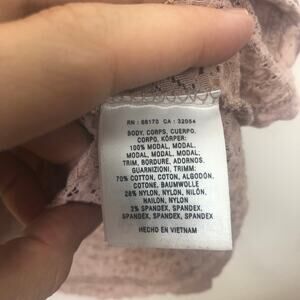 RN : 66170 CA : 32054
BODY, CORPS, CUERPO,
CORPO, KÖRPER:
100% MODAL, MODAL,
MODAL, MODAL, MODAL
TRIM, BORDURE, ADORNOS,
GUARNIZIONI, TRIMM:
70% COTTON, COTON, ALGODÓN,
COTONE, BAUMWOLLE
28% NYLON, NYLON, NILÓN,
NAILON, NYLON
2% SPANDEX, SPANDEX,
SPANDEX, SPANDEX, SPANDEX
HECHO EN VIETNAM